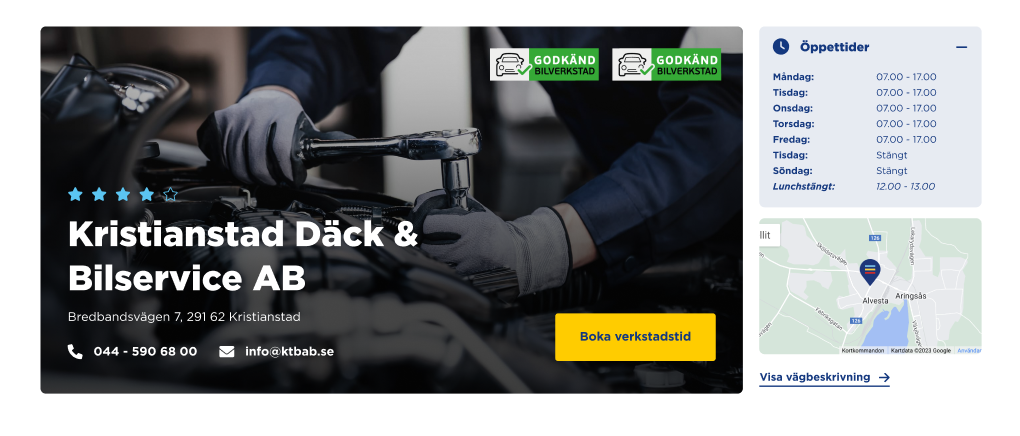 GODKÄND
BILVERKSTAD
GODKÄND
BILVERKSTAD
Kristianstad Däck &
Bilservice AB
Bredbandsvägen 7, 291 62 Kristianstad
044 - 590 68 00
info@ktbab.se
Boka verkstadstid
Öppettider
Måndag: 07.00 - 17.00
Tisdag: 07.00 - 17.00
Onsdag: 07.00 - 17.00
Torsdag: 07.00 - 17.00
Fredag: 07.00 - 17.00
Tisdag: Stängt
Söndag: Stängt
Lunchstängt: 12.00 - 13.00
llit
126
Skolstorsvägen
Alvesta
Aringsås
126
Fabriksgatan
Kortkommandon
Kartdata ©2023 Google
Användar
Visa vägbeskrivning